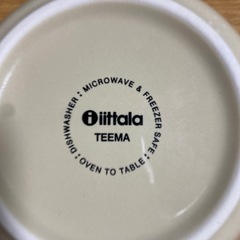 iittala
TEEMA
: MICROWAVE & FREEZER SAFE : OVEN TO TABLE : DISHWASHER